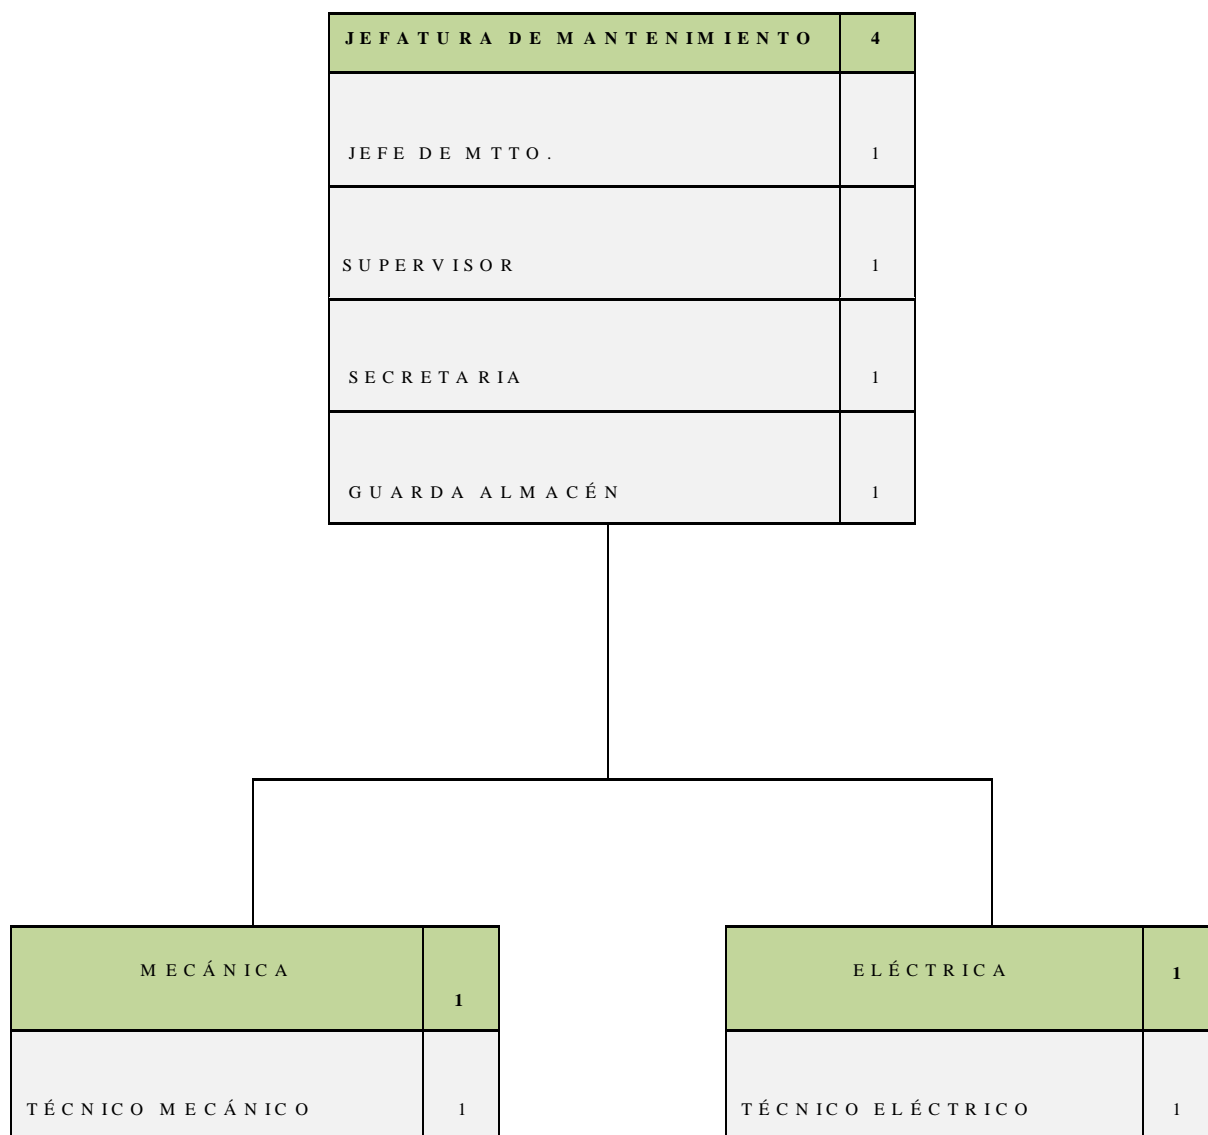 JEFATURA DE MANTENIMIENTO 4
JEFE DE MTTO. 1
SUPERVISOR 1
SECRETARIA 1
GUARDA ALMACÉN 1
MECÁNICA 1
TÉCNICO MECÁNICO 1
ELÉCTRICA 1
TÉCNICO ELÉCTRICO 1